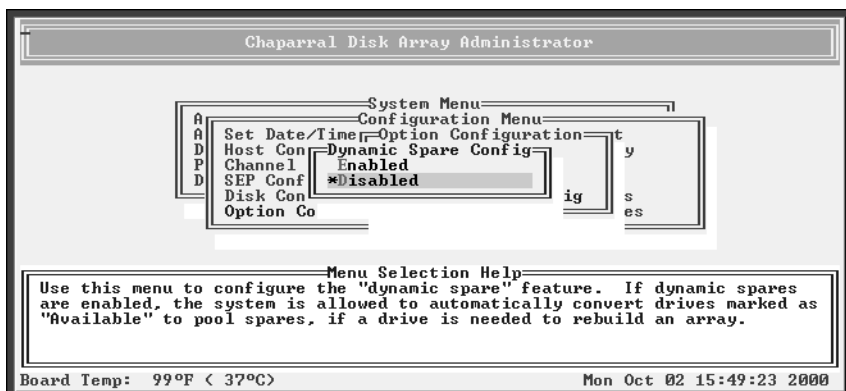 Chaparral Disk Array Administrator
System Menu
A Configuration Menu
A Set Date/Time Option Configuration t
D Host Con Dynamic Spare Config y
P Channel Enabled
D SEP Conf *Disabled
Disk Con ig s
Option Co es
Menu Selection Help
Use this menu to configure the "dynamic spare" feature. If dynamic spares
are enabled, the system is allowed to automatically convert drives marked as
"Available" to pool spares, if a drive is needed to rebuild an array.
Board Temp: 99°F ( 37°C) Mon Oct 02 15:49:23 2000